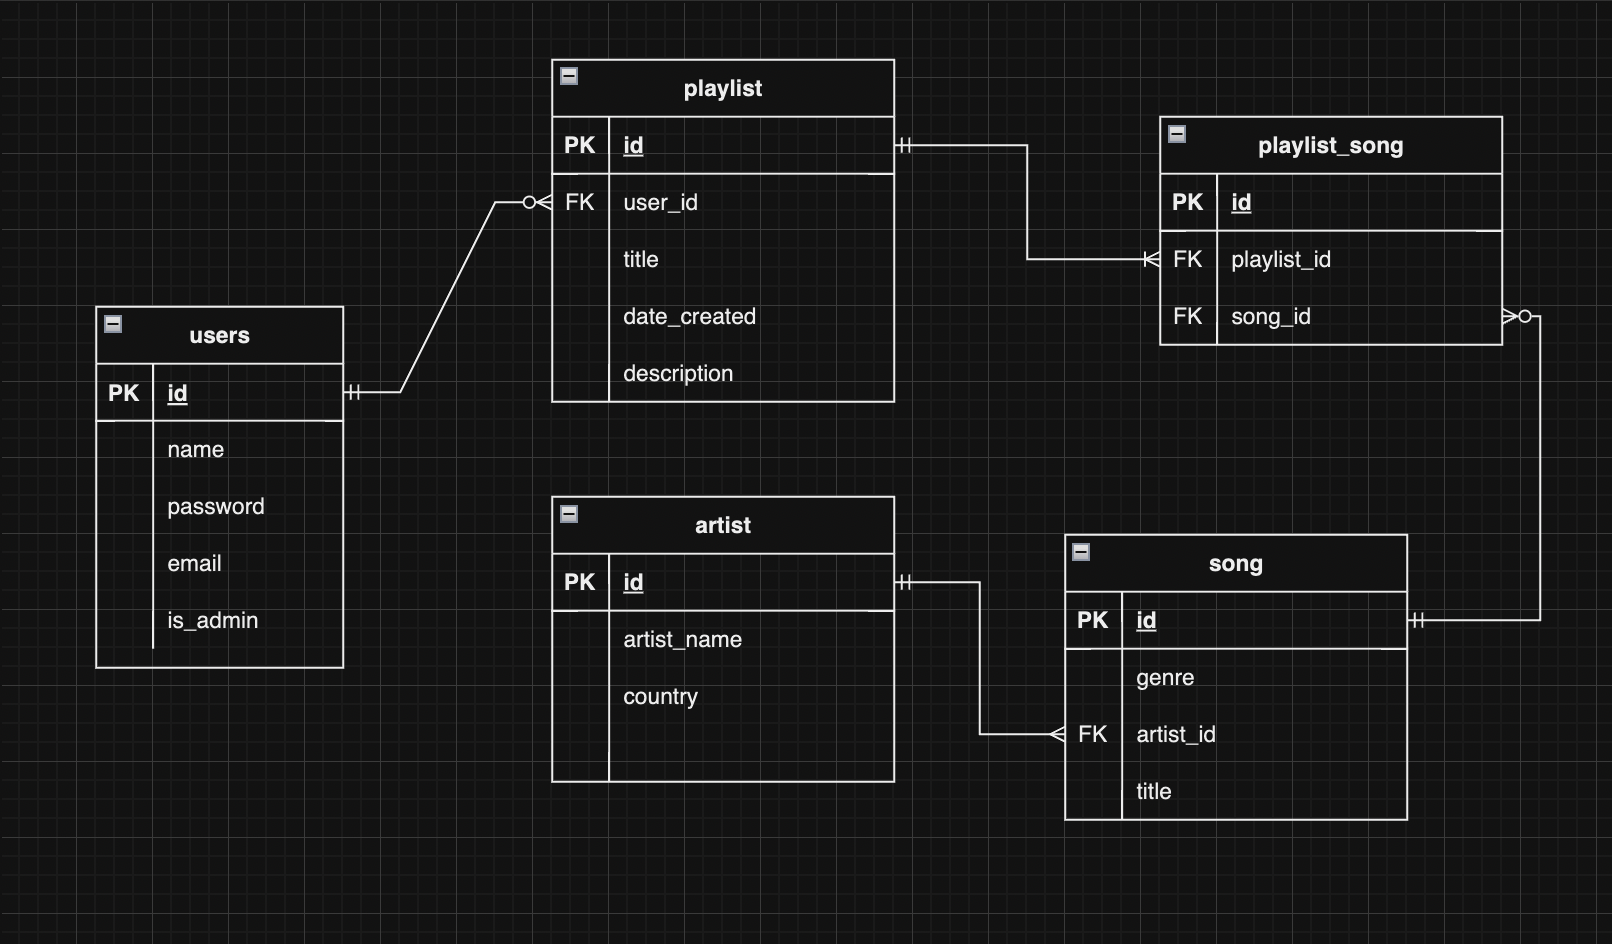 playlist
PK id
FK user_id
title
date_created
description
playlist_song
PK id
FK playlist_id
FK song_id
users
PK id
name
password
email
is_admin
artist
PK id
artist_name
country
song
PK id
genre
FK artist_id
title